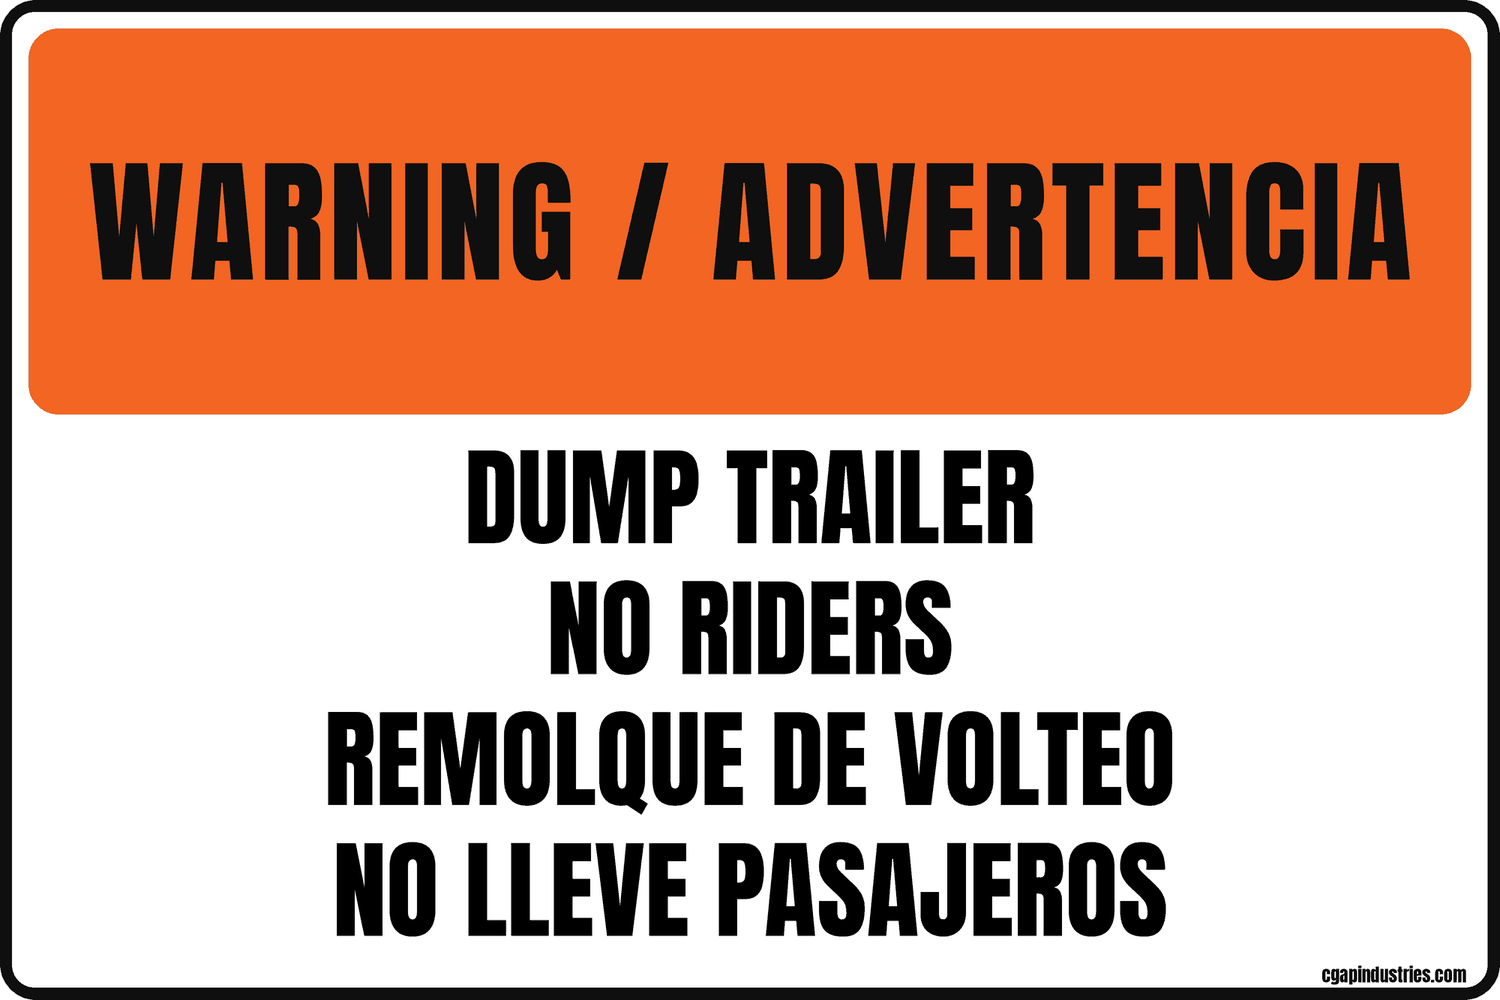 WARNING / ADVERTENCIA
DUMP TRAILER
NO RIDERS
REMOLQUE DE VOLTEO
NO LLEVE PASAJEROS
cgapindustries.com